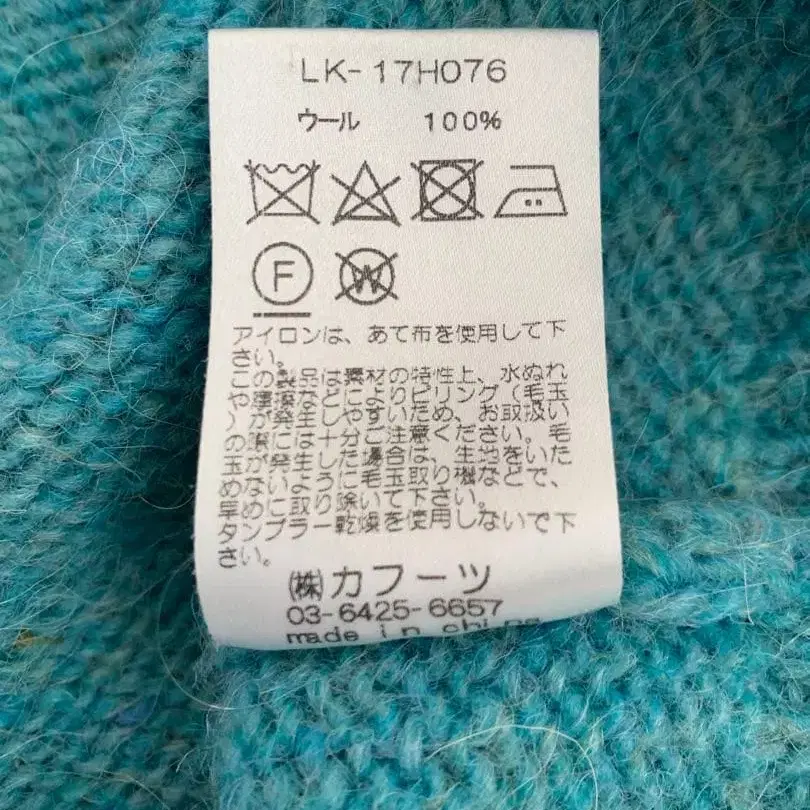 LK-17H076
ウール 100%
F
W
アイロンは、あて布を使用して下
さい。
この製品は素材の特性上、水ぬれ
や摩擦などによりピリング（毛玉
）が発生しやすいため、お取扱い
の際には十分ご注意ください。毛
玉が発生した場合は、生地をいた
めないように毛玉取り機などで、
早めに取り除いて下さい。
タンブラー乾燥を使用しないで下
さい。
㈱カフーツ
03-6425-6657
made in china